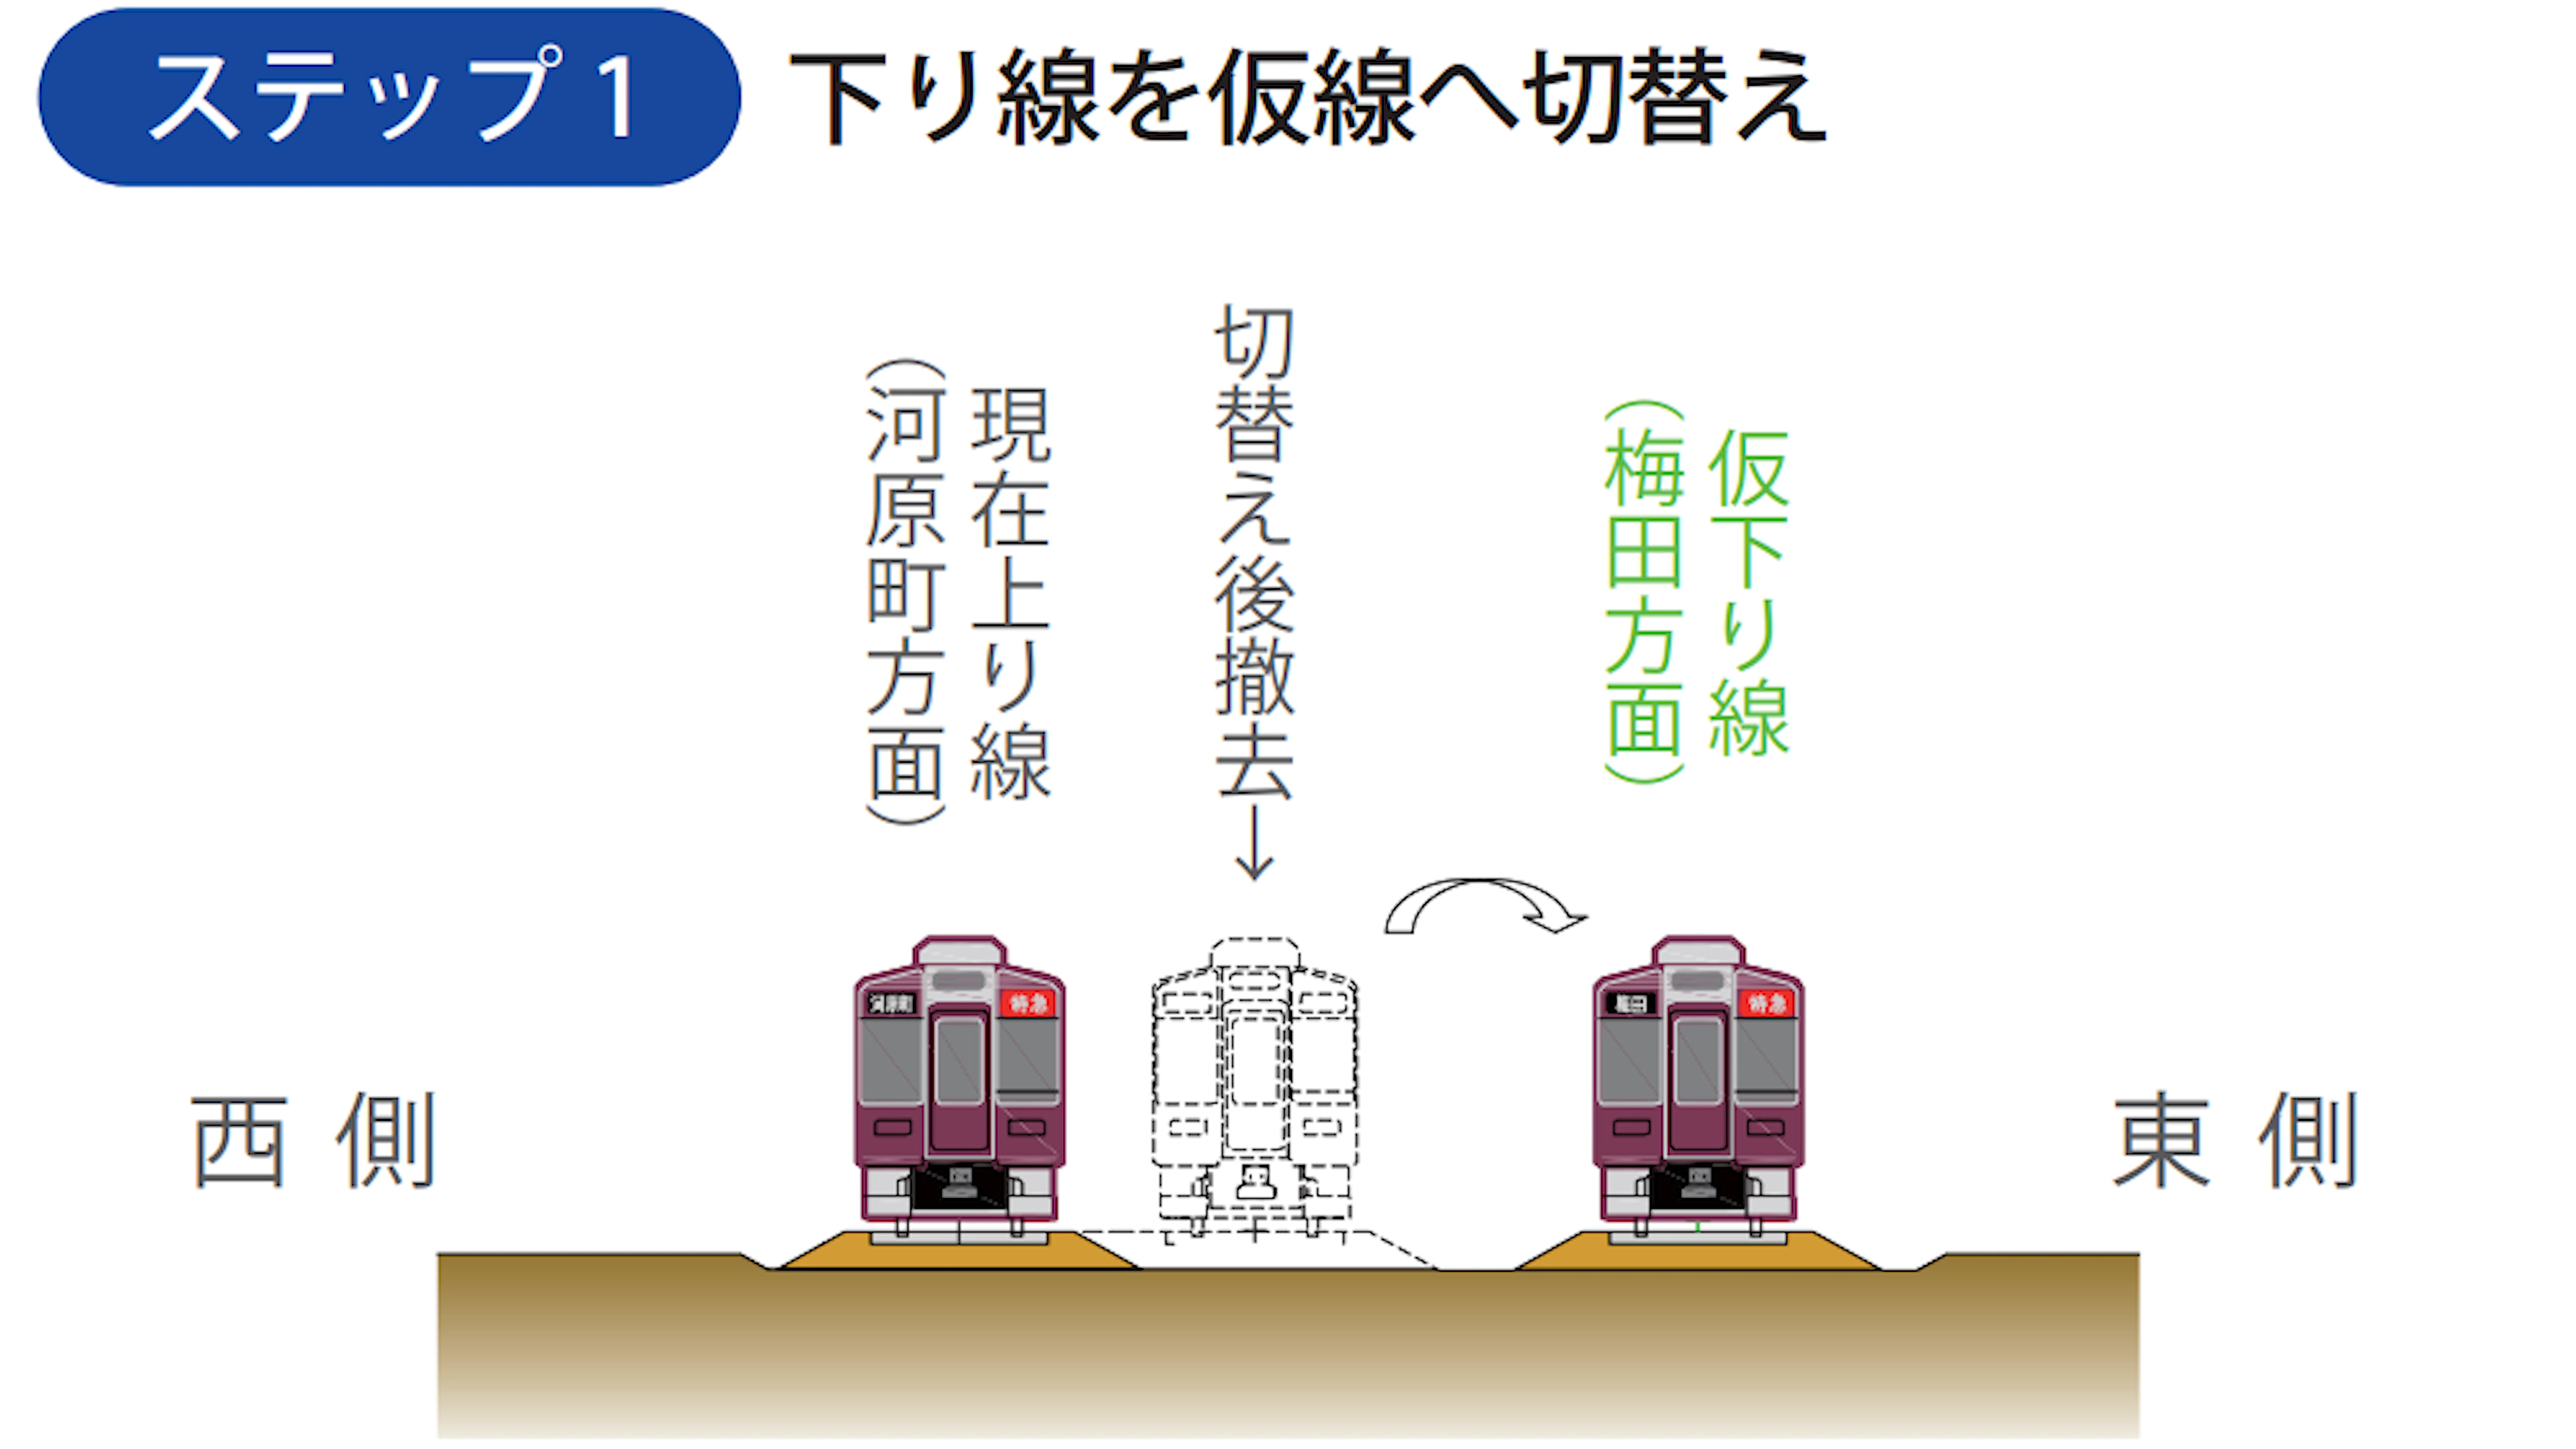 ステップ 1
下り線を仮線へ切替え
現在上り線
(河原町方面)
切替え後撤去→
仮下り線
(梅田方面)
河原町
特急
梅田
特急
西側
東側